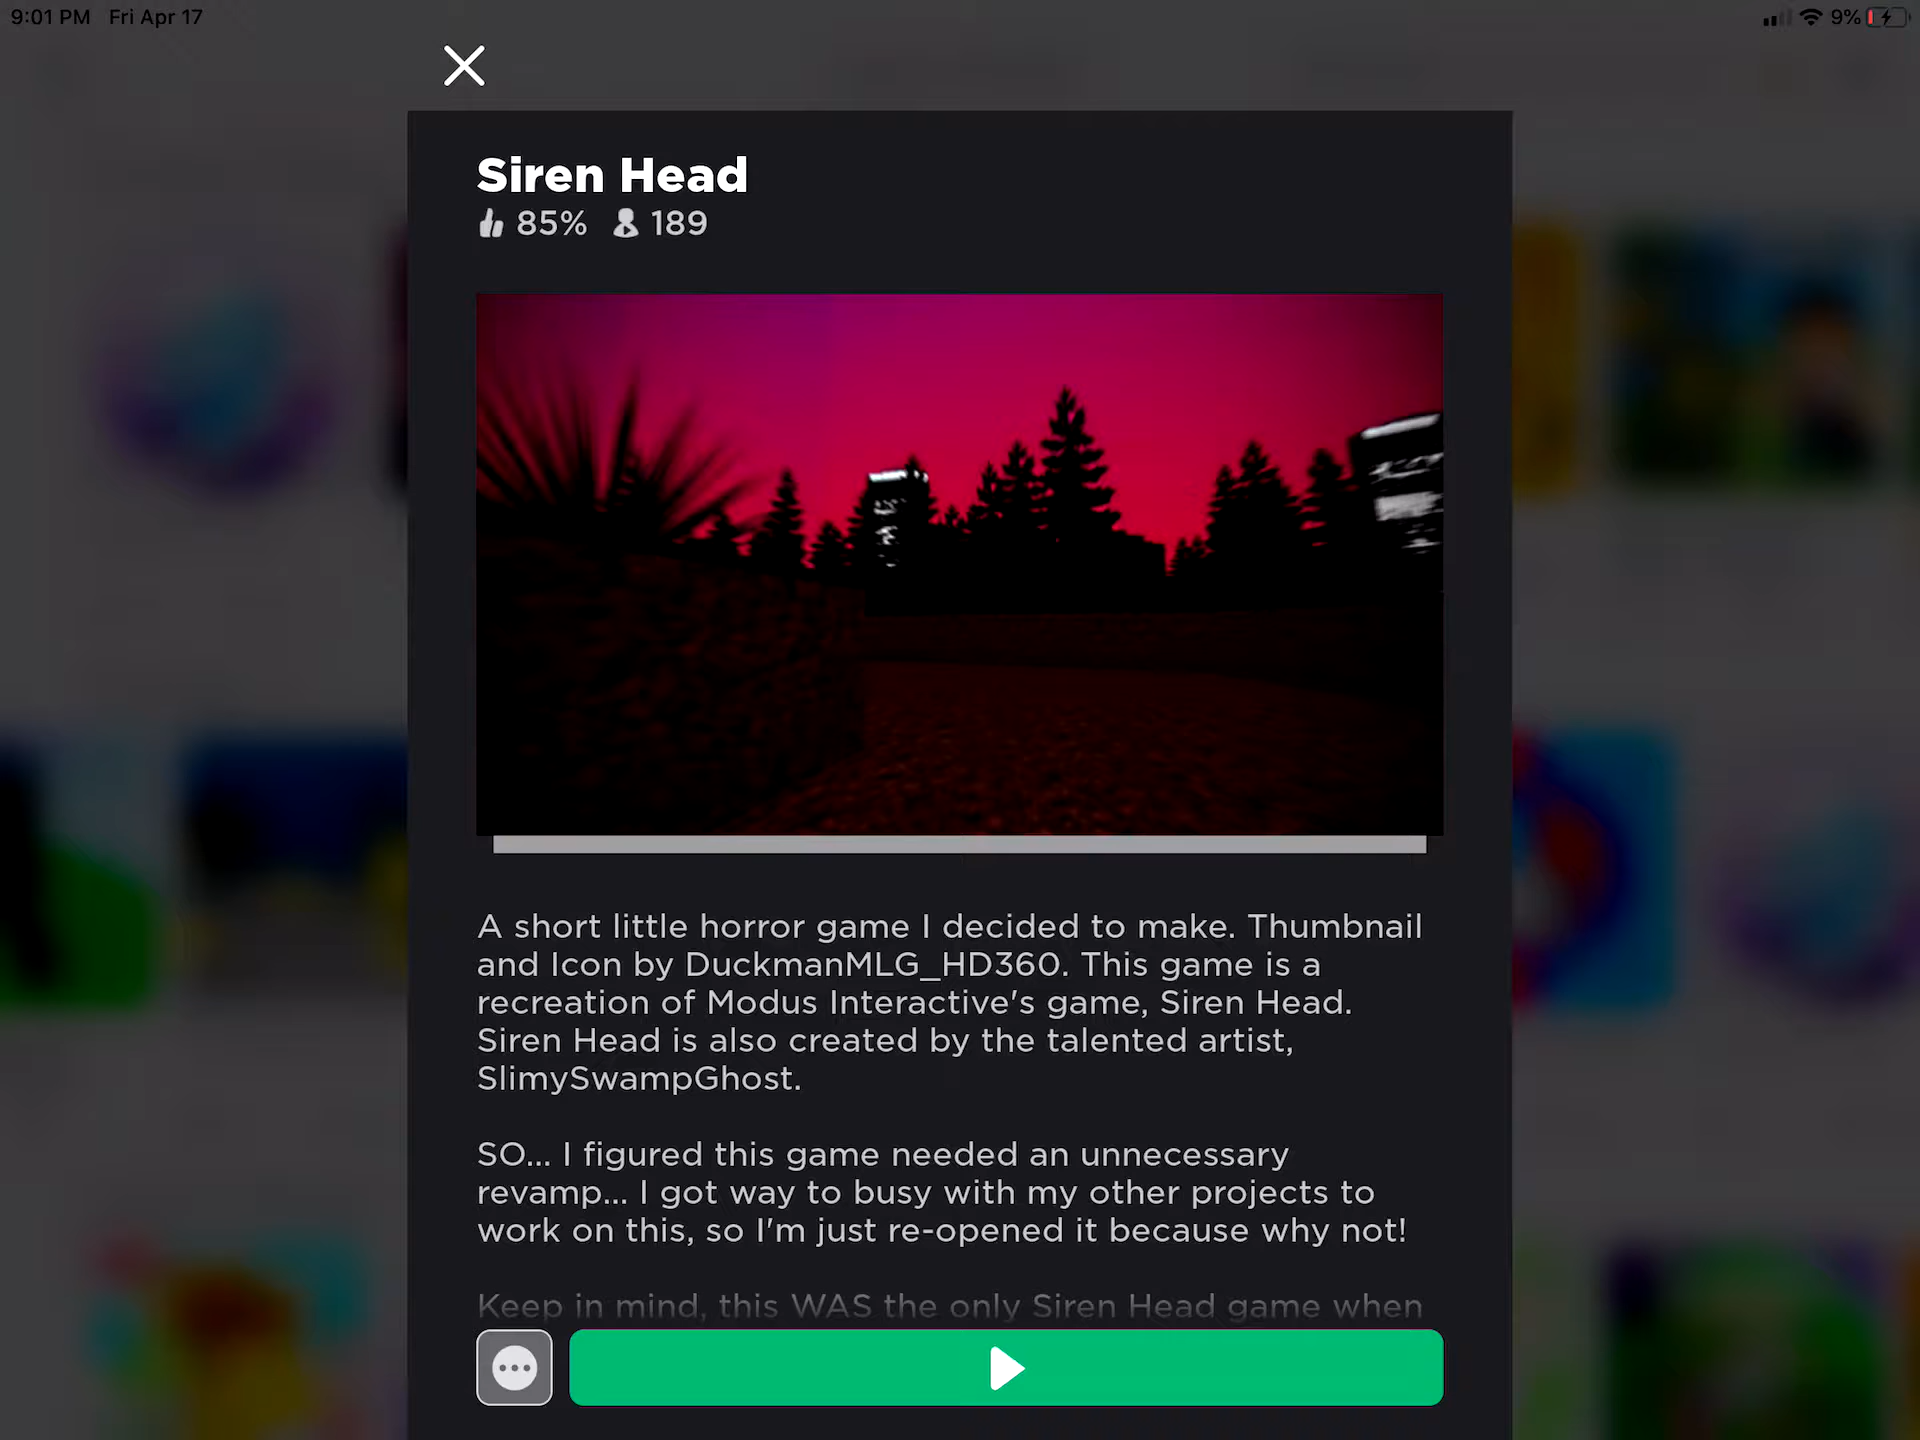 9:01 PM Fri Apr 17
9%
Siren Head
85% 189
A short little horror game I decided to make. Thumbnail
and Icon by DuckmanMLG_HD360. This game is a
recreation of Modus Interactive's game, Siren Head.
Siren Head is also created by the talented artist,
SlimySwampGhost.
SO... I figured this game needed an unnecessary
revamp... I got way to busy with my other projects to
work on this, so I'm just re-opened it because why not!
Keep in mind, this WAS the only Siren Head game when